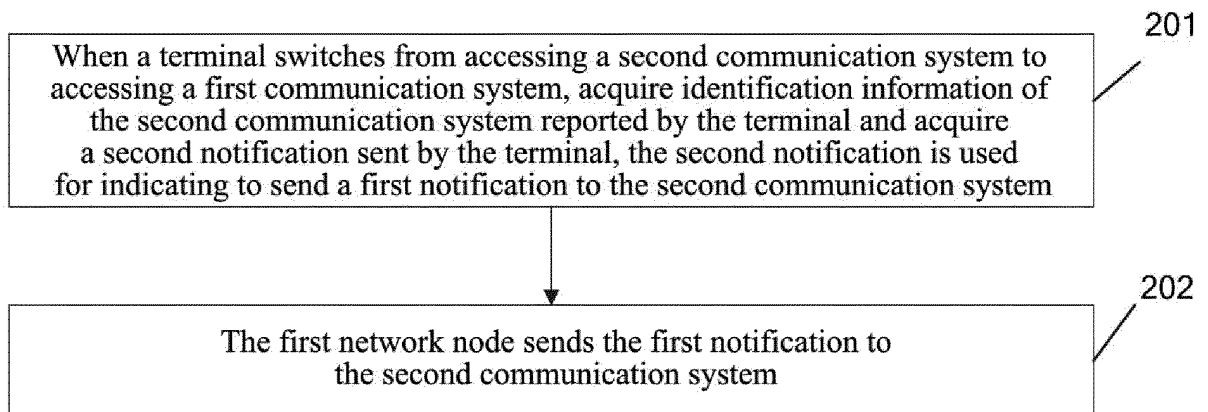 201
When a terminal switches from accessing a second communication system to
accessing a first communication system, acquire identification information of
the second communication system reported by the terminal and acquire
a second notification sent by the terminal, the second notification is used
for indicating to send a first notification to the second communication system
202
The first network node sends the first notification to
the second communication system